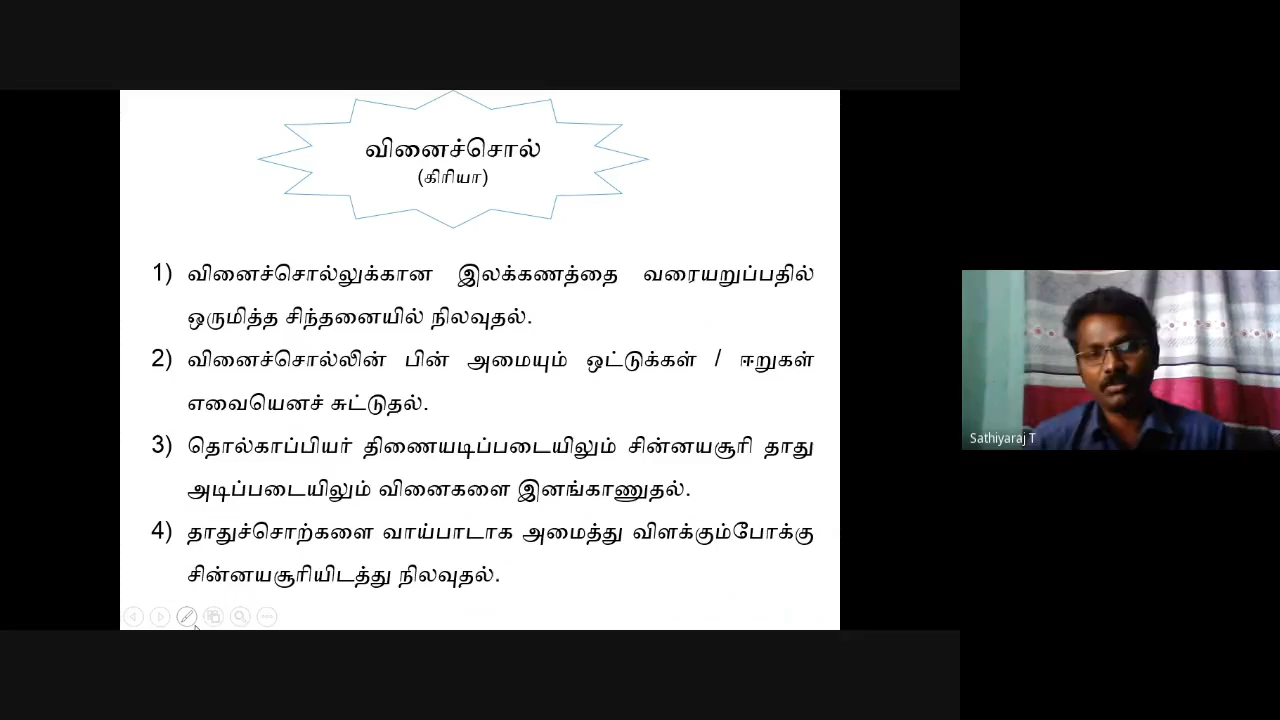 வினைச்சொல்
(கிரியா)
1) வினைச்சொல்லுக்கான இலக்கணத்தை வரையறுப்பதில்
ஒருமித்த சிந்தனையில் நிலவுதல்.
2) வினைச்சொல்லின் பின் அமையும் ஒட்டுக்கள் / ஈறுகள்
எவையெனச் சுட்டுதல்.
3) தொல்காப்பியர் திணையடிப்படையிலும் சின்னயசூரி தாது
அடிப்படையிலும் வினைகளை இனங்காணுதல்.
4) தாதுச்சொற்களை வாய்பாடாக அமைத்து விளக்கும்போக்கு
சின்னயசூரியிடத்து நிலவுதல்.
Sathiyaraj T